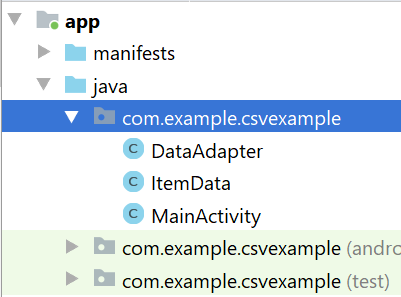 app
manifests
java
com.example.csvexample
C DataAdapter
C ItemData
C MainActivity
com.example.csvexample (andro
com.example.csvexample (test)